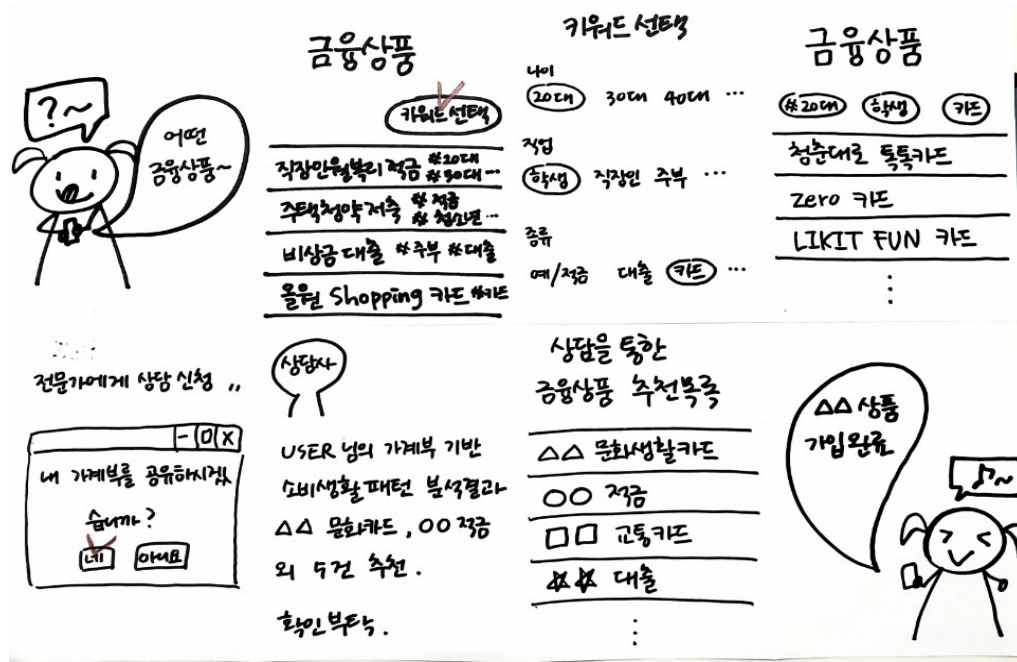 ?~
어떤
금융상품~
금융상품
키워드선택
직장인월복리적금 #20대
#30대...
주택청약저축 #적금
#청소년...
비상금대출 #주부 #대출
올원 Shopping 카드 #카드
키워드선택
나이
20대 30대 40대 ...
직업
학생 직장인 주부 ...
종류
예/적금 대출 카드 ...
금융상품
#20대 학생 카드
청춘대로 톡톡카드
zero 카드
LIKIT FUN 카드
⋮
전문가에게 상담 신청 ,,
- □ X
내 가계부를 공유하시겠
습니까?
네 아니요
상담사
USER 님의 가계부 기반
소비생활패턴 분석결과
△△ 문화카드, OO 적금
외 5건 추천.
확인부탁.
상담을 통한
금융상품 추천목록
△△ 문화생활카드
○○ 적금
□□ 교통카드
☆☆ 대출
⋮
△△ 상품
가입완료
♪~